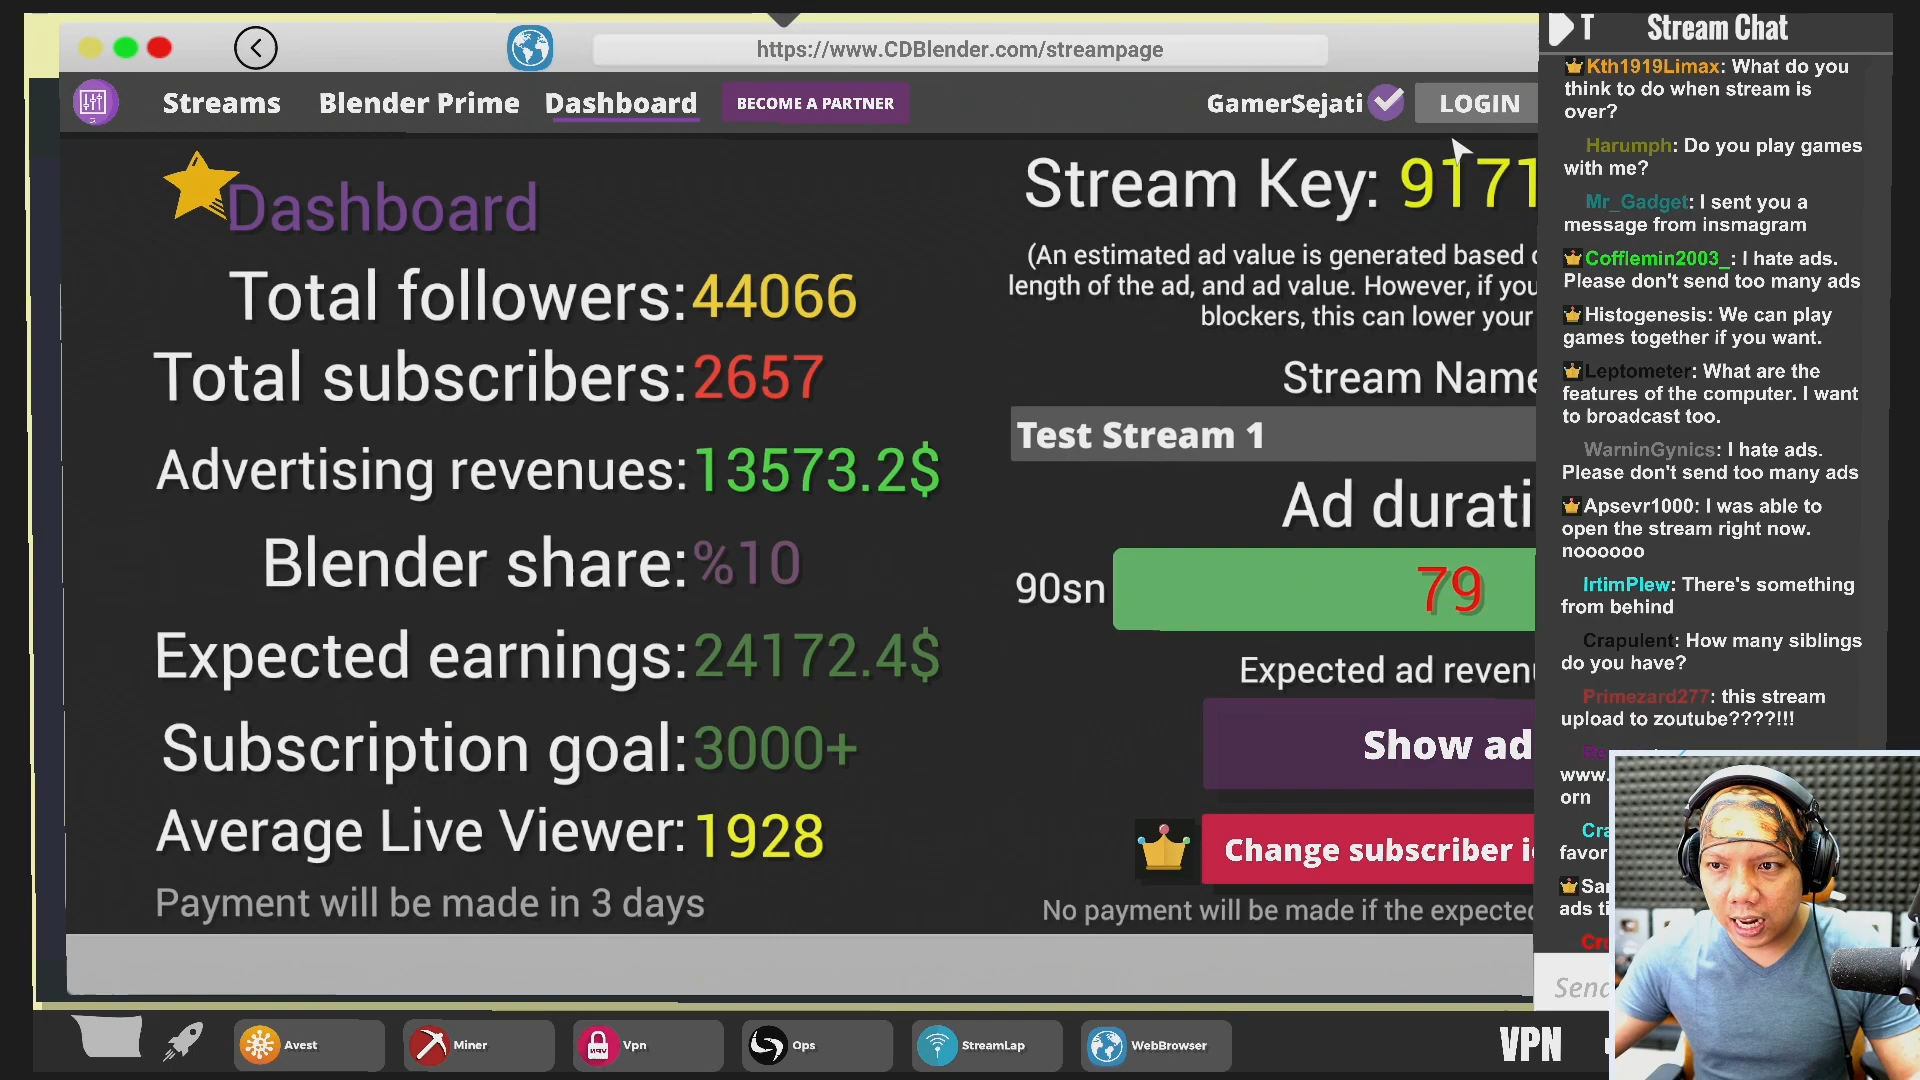 https://www.CDBlender.com/streampage
Streams
Blender Prime
Dashboard
BECOME A PARTNER
GamerSejati
LOGIN
Dashboard
Total followers:44066
Total subscribers:2657
Advertising revenues:13573.2$
Blender share:%10
Expected earnings:24172.4$
Subscription goal:3000+
Average Live Viewer:1928
Payment will be made in 3 days
Stream Key: 9171
(An estimated ad value is generated based
length of the ad, and ad value. However, if you
blockers, this can lower your
Stream Name
Test Stream 1
Ad durati
90sn
79
Expected ad revenu
Show ad
Change subscriber i
No payment will be made if the expected
T
Stream Chat
Kth1919Limax: What do you
think to do when stream is
over?
Harumph: Do you play games
with me?
Mr_Gadget: I sent you a
message from insmagram
Cofflemin2003_: I hate ads.
Please don't send too many ads
Histogenesis: We can play
games together if you want.
Leptometer: What are the
features of the computer. I want
to broadcast too.
WarninGynics: I hate ads.
Please don't send too many ads
Apsevr1000: I was able to
open the stream right now.
noooooo
IrtimPlew: There's something
from behind
Crapulent: How many siblings
do you have?
Primezard277: this stream
upload to zoutube????!!!
www.
orn
Cra
favor
Sar
ads ti
Cr
Send
Avest
Miner
Vpn
Ops
StreamLap
WebBrowser
VPN